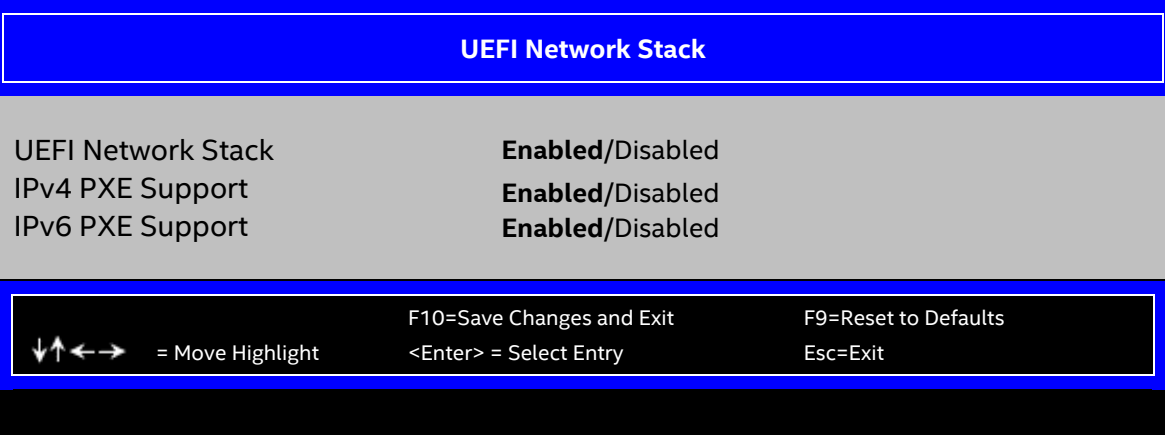 UEFI Network Stack
UEFI Network Stack Enabled/Disabled
IPv4 PXE Support Enabled/Disabled
IPv6 PXE Support Enabled/Disabled
F10=Save Changes and Exit F9=Reset to Defaults
↓↑←→ = Move Highlight <Enter> = Select Entry Esc=Exit